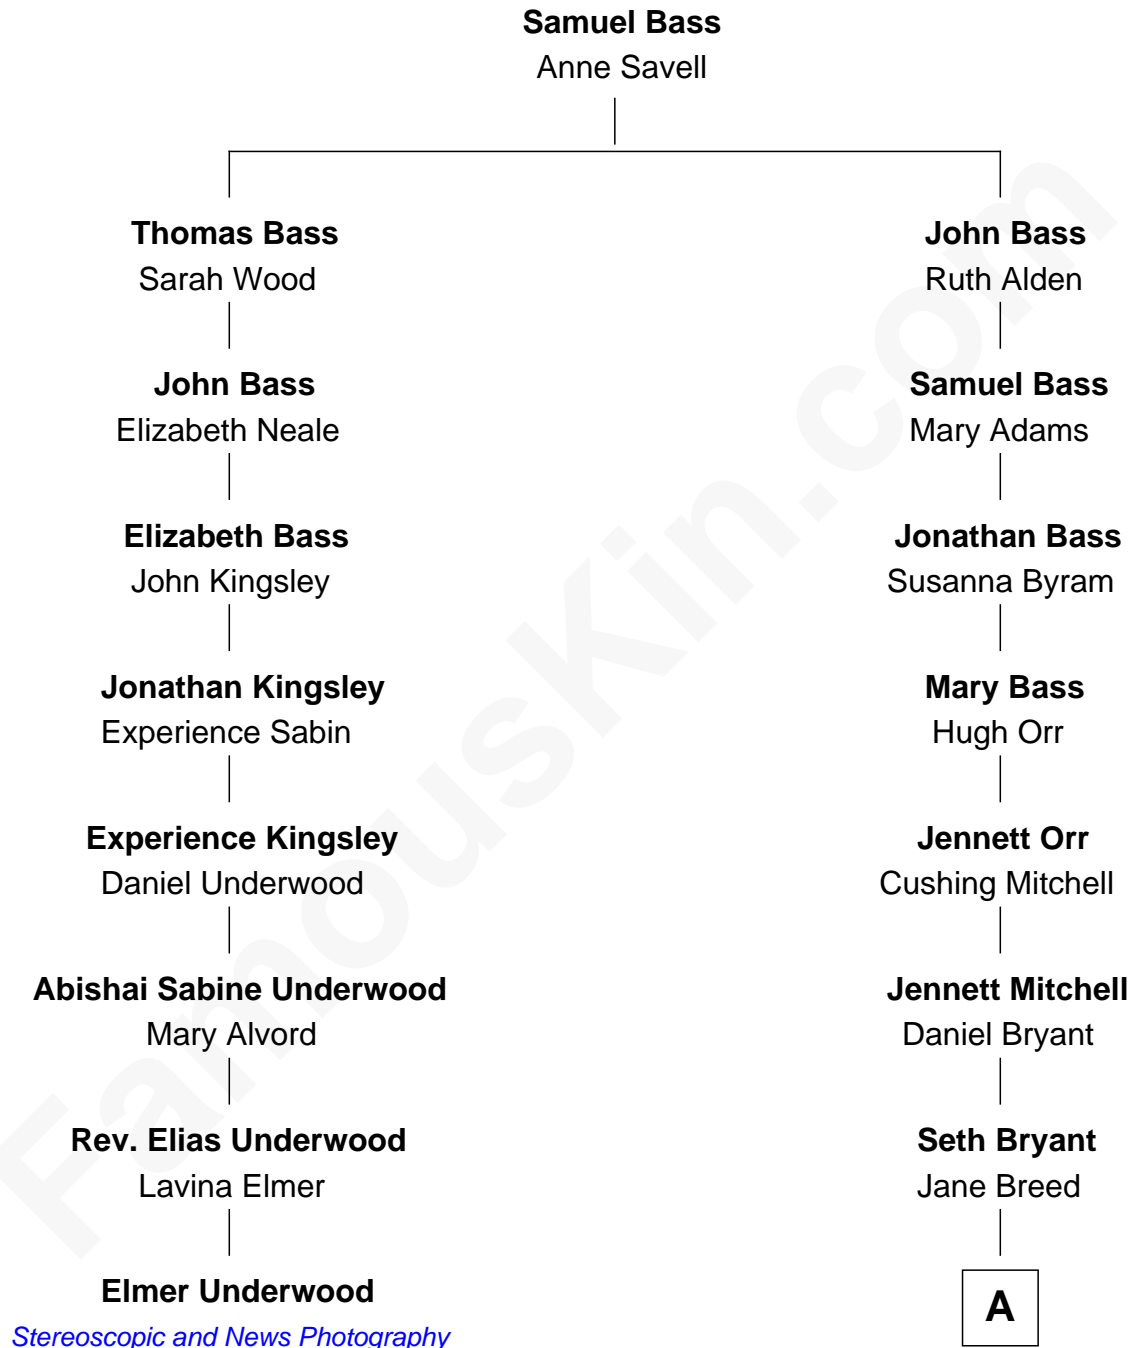 Samuel Bass
Anne Savell
Thomas Bass
Sarah Wood
John Bass
Ruth Alden
John Bass
Elizabeth Neale
Samuel Bass
Mary Adams
Elizabeth Bass
John Kingsley
Jonathan Bass
Susanna Byram
Jonathan Kingsley
Experience Sabin
Mary Bass
Hugh Orr
Experience Kingsley
Daniel Underwood
Jennett Orr
Cushing Mitchell
Abishai Sabine Underwood
Mary Alvord
Jennett Mitchell
Daniel Bryant
Rev. Elias Underwood
Lavina Elmer
Seth Bryant
Jane Breed
Elmer Underwood
Stereoscopic and News Photography
A
FamousKin.com